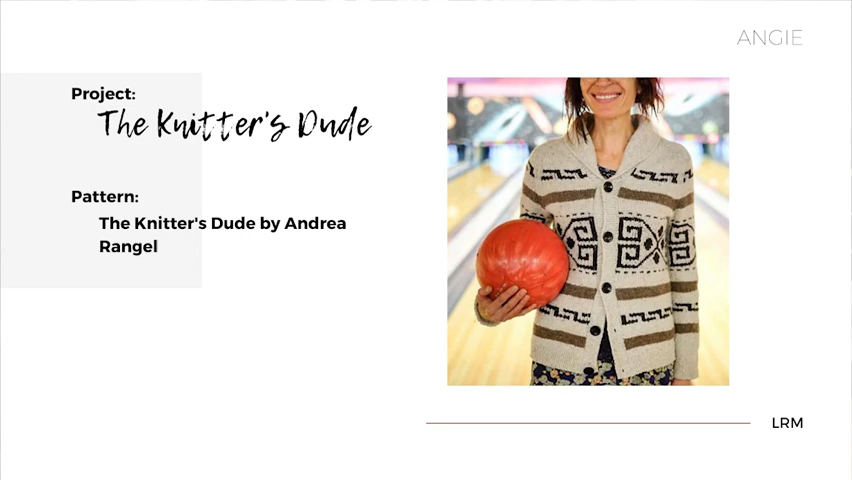 ANGIE
Project:
The Knitter's Dude
Pattern:
The Knitter's Dude by Andrea
Rangel
LRM